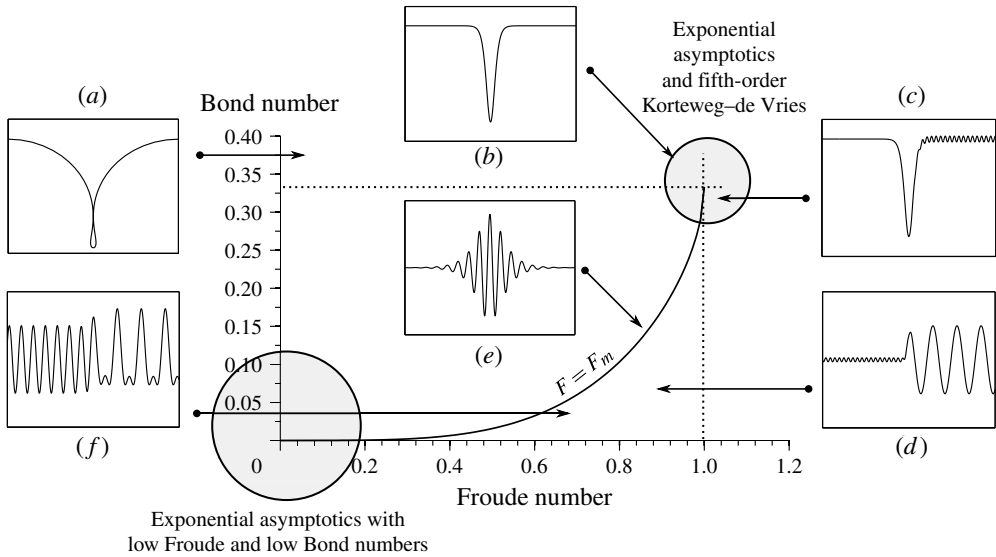 Exponential
asymptotics
and fifth-order
Korteweg–de Vries
(a)
Bond number
(c)
0.40
(b)
0.35
0.30
0.25
0.20
0.15
(e)
0.10
F = Fm
0.05
(f)
(d)
0
0.2
0.4
0.6
0.8
1.0
1.2
Froude number
Exponential asymptotics with
low Froude and low Bond numbers